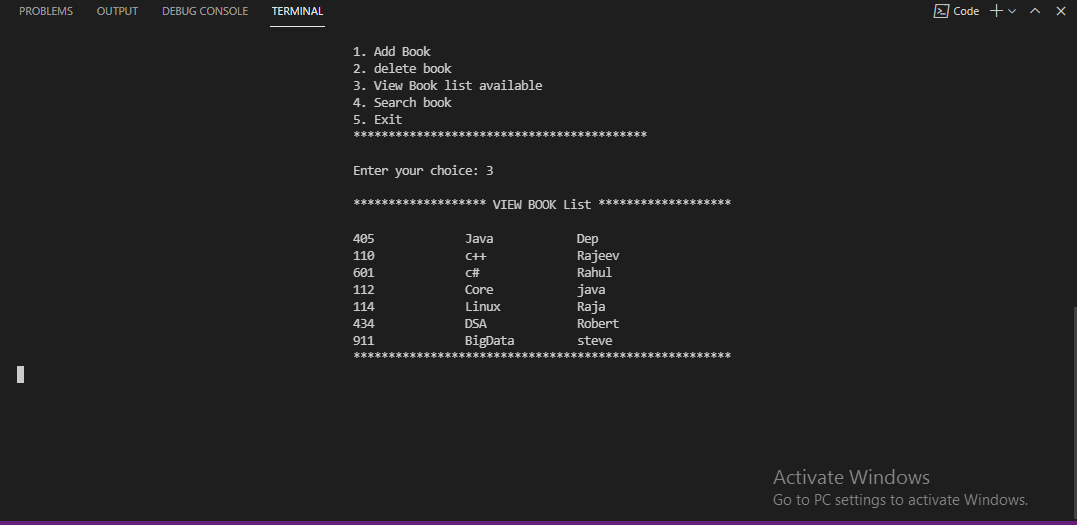 PROBLEMS OUTPUT DEBUG CONSOLE TERMINAL Code
1. Add Book
2. delete book
3. View Book list available
4. Search book
5. Exit
******************************************
Enter your choice: 3
******************* VIEW BOOK List *******************
405 Java Dep
110 c++ Rajeev
601 c# Rahul
112 Core java
114 Linux Raja
434 DSA Robert
911 BigData steve
******************************************************
Activate Windows
Go to PC settings to activate Windows.